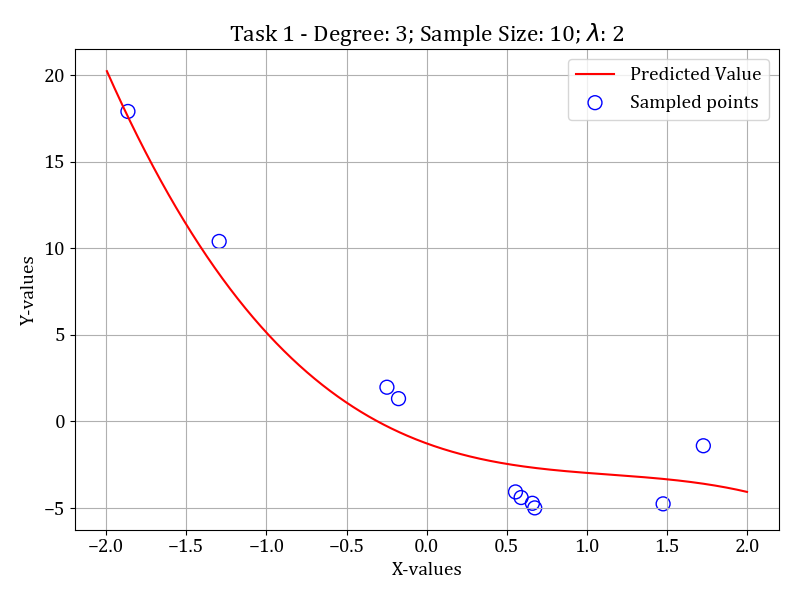 Task 1 - Degree: 3; Sample Size: 10; λ: 2
Predicted Value
Sampled points
Y-values
20
15
10
5
0
−5
−2.0 −1.5 −1.0 −0.5 0.0 0.5 1.0 1.5 2.0
X-values